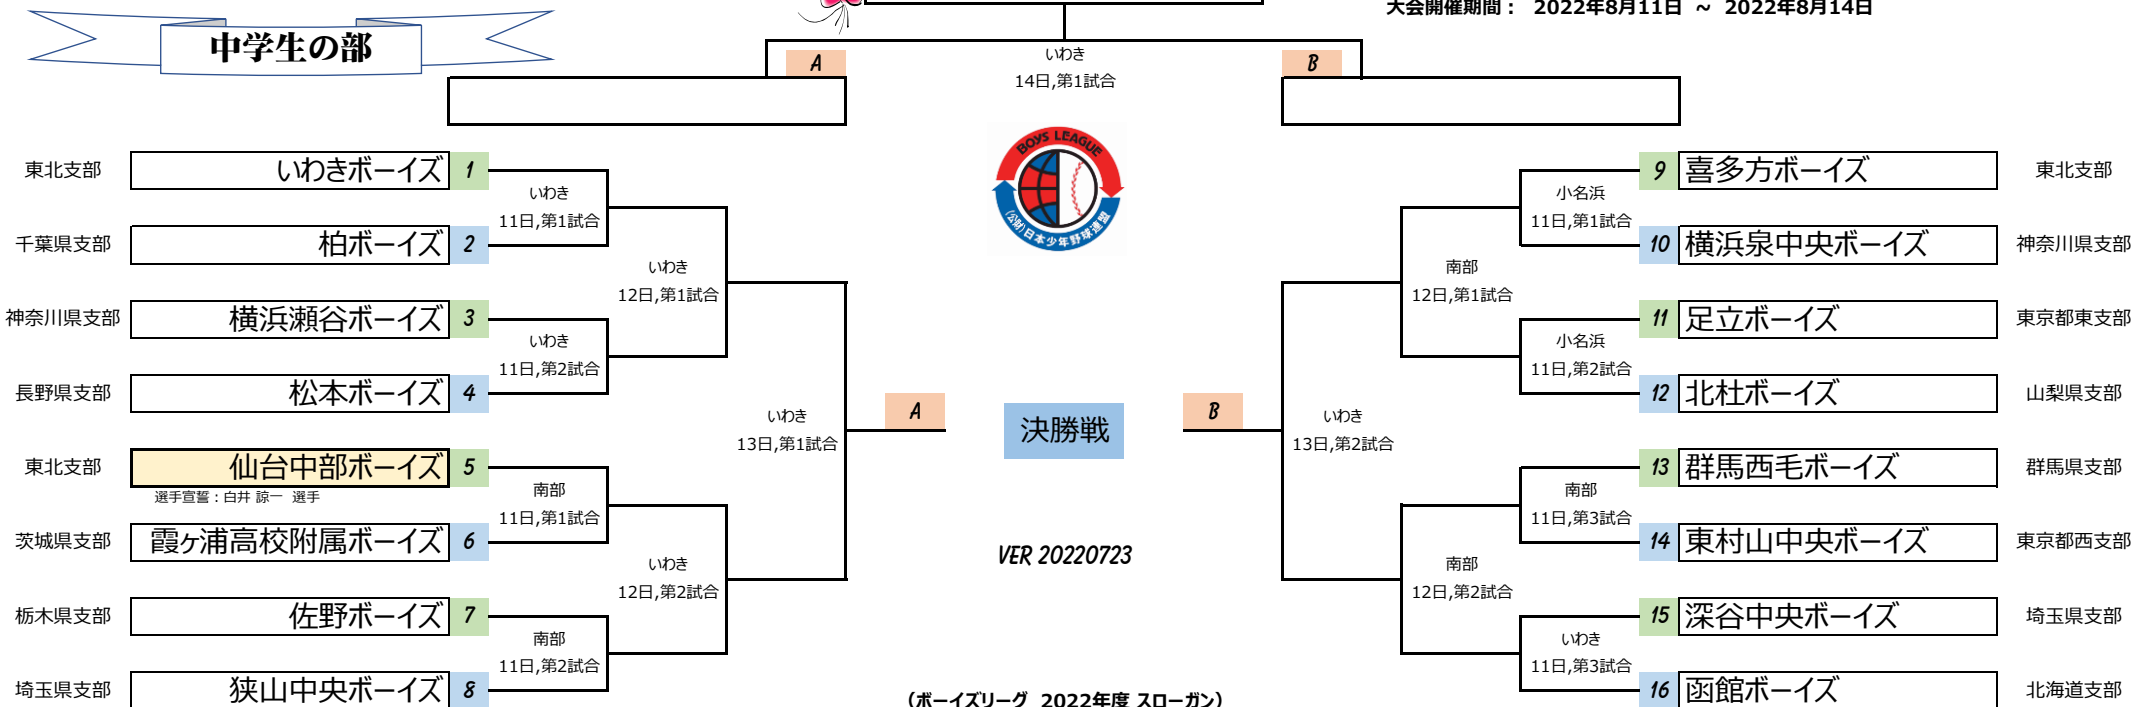 大会開催期間： 2022年8月11日 ～ 2022年8月14日
中学生の部
A
いわき
14日,第1試合
B
BOYS LEAGUE
(公財)日本少年野球連盟
東北支部 いわきボーイズ 1
いわき
11日,第1試合
千葉県支部 柏ボーイズ 2
いわき
12日,第1試合
神奈川県支部 横浜瀬谷ボーイズ 3
いわき
11日,第2試合
長野県支部 松本ボーイズ 4
いわき
13日,第1試合
東北支部 仙台中部ボーイズ 5
選手宣誓：白井 諒一 選手
南部
11日,第1試合
茨城県支部 霞ヶ浦高校附属ボーイズ 6
いわき
12日,第2試合
栃木県支部 佐野ボーイズ 7
南部
11日,第2試合
埼玉県支部 狭山中央ボーイズ 8
A
決勝戦
B
VER 20220723
9 喜多方ボーイズ 東北支部
小名浜
11日,第1試合
10 横浜泉中央ボーイズ 神奈川県支部
南部
12日,第1試合
11 足立ボーイズ 東京都東支部
小名浜
11日,第2試合
12 北杜ボーイズ 山梨県支部
いわき
13日,第2試合
13 群馬西毛ボーイズ 群馬県支部
南部
11日,第3試合
14 東村山中央ボーイズ 東京都西支部
南部
12日,第2試合
15 深谷中央ボーイズ 埼玉県支部
いわき
11日,第3試合
16 函館ボーイズ 北海道支部
（ボーイズリーグ 2022年度 スローガン）